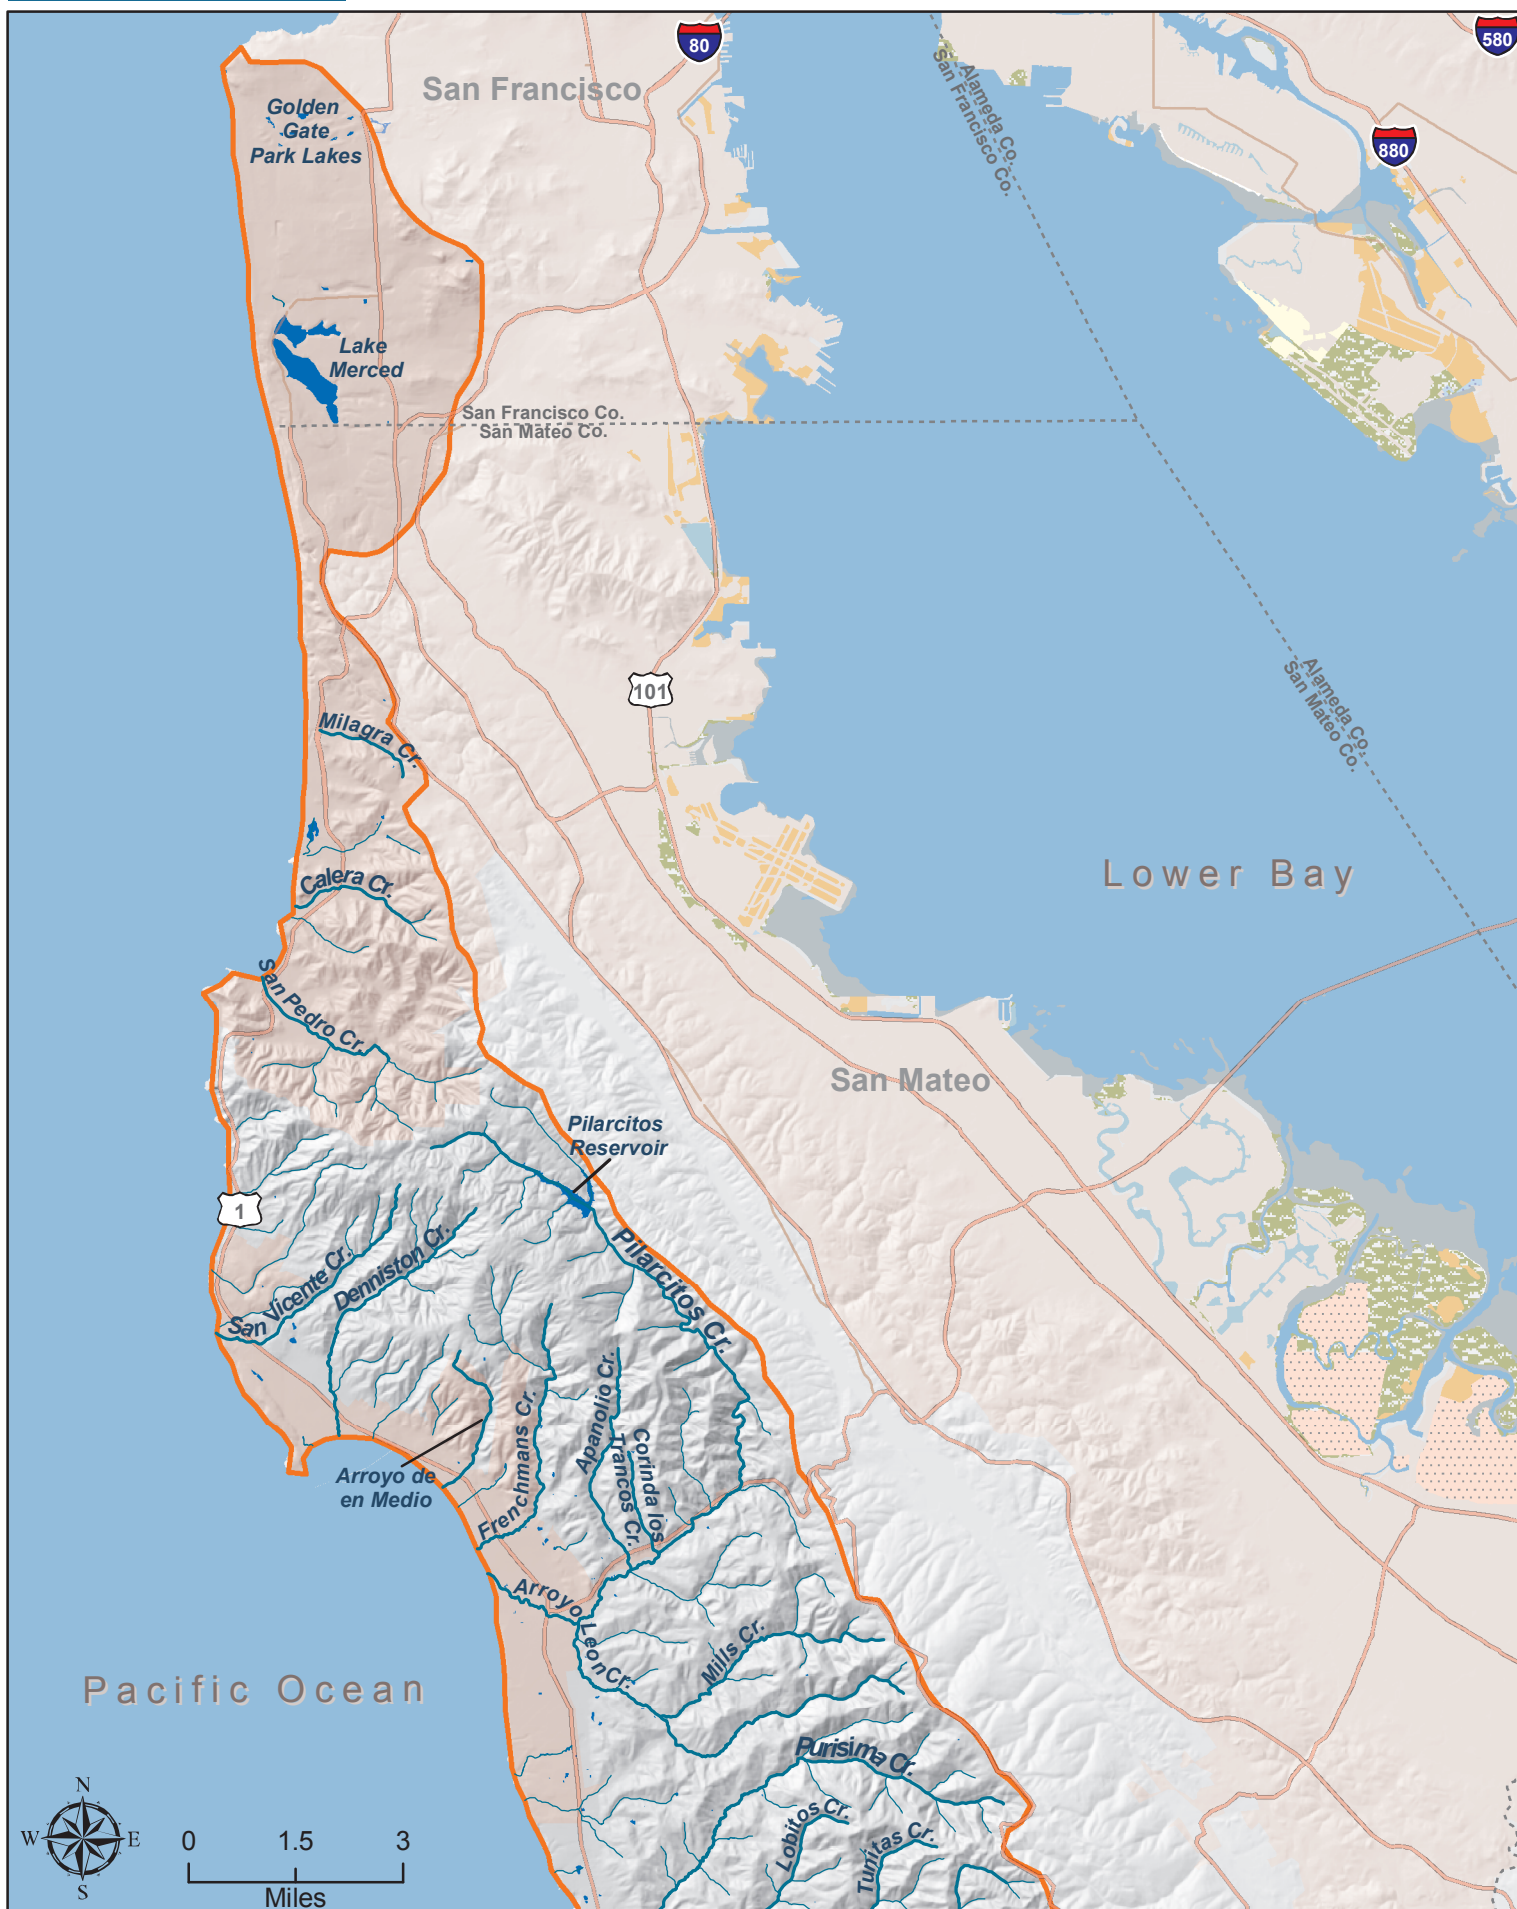 80
580
San Francisco
Golden
Gate
Park Lakes
Alameda Co.
San Francisco Co.
880
Lake
Merced
San Francisco Co.
San Mateo Co.
101
Alameda Co.
San Mateo Co.
Milagra Cr.
Lower Bay
Calera Cr.
San Pedro Cr.
San Mateo
Pilarcitos
Reservoir
1
Pilarcitos Cr.
San Vicente Cr.
Denniston Cr.
Apanolio Cr.
Corinda los
Trancos Cr.
Frenchmans Cr.
Arroyo de
en Medio
Arroyo Leon Cr.
Mills Cr.
Pacific Ocean
Purisima Cr.
Lobitos Cr.
Tunitas Cr.
N
W E
S
0 1.5 3
Miles